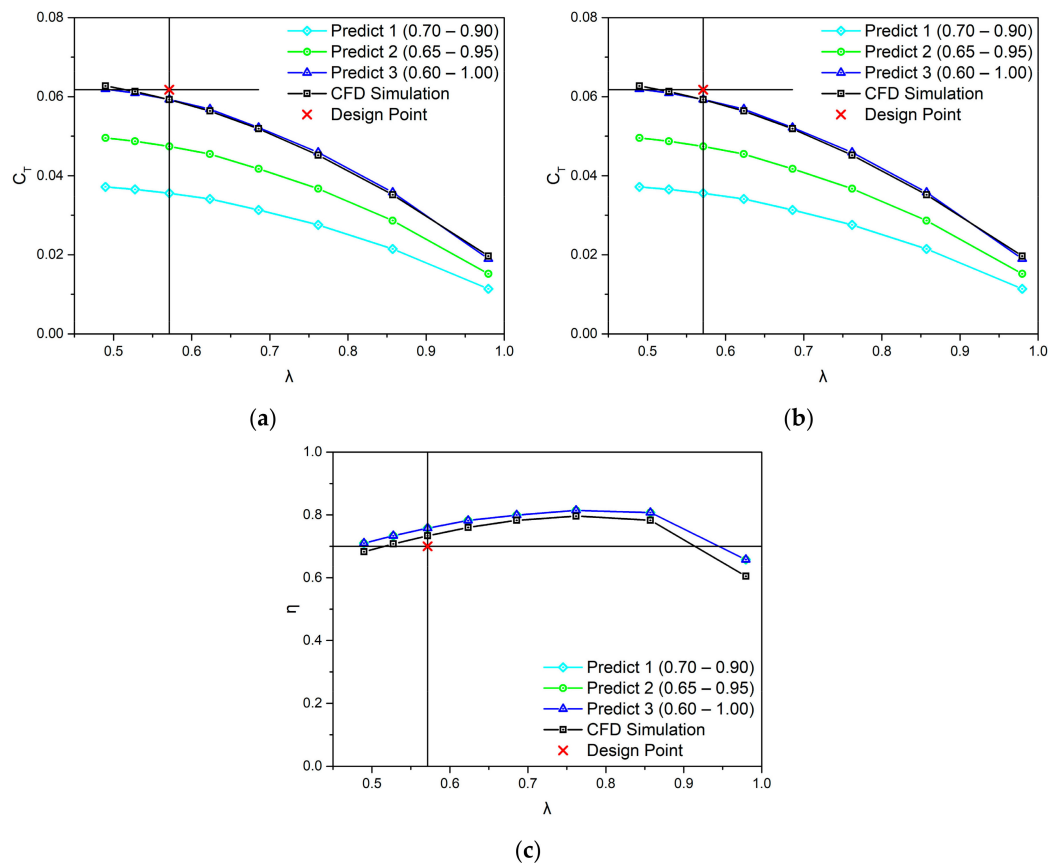 0.08
0.06
0.04
0.02
0.00
C_T
0.5 0.6 0.7 0.8 0.9 1.0
λ
Predict 1 (0.70 – 0.90)
Predict 2 (0.65 – 0.95)
Predict 3 (0.60 – 1.00)
CFD Simulation
Design Point
(a)
0.08
0.06
0.04
0.02
0.00
C_T
0.5 0.6 0.7 0.8 0.9 1.0
λ
Predict 1 (0.70 – 0.90)
Predict 2 (0.65 – 0.95)
Predict 3 (0.60 – 1.00)
CFD Simulation
Design Point
(b)
1.0
0.8
0.6
0.4
0.2
0.0
η
Predict 1 (0.70 – 0.90)
Predict 2 (0.65 – 0.95)
Predict 3 (0.60 – 1.00)
CFD Simulation
Design Point
0.5 0.6 0.7 0.8 0.9 1.0
λ
(c)